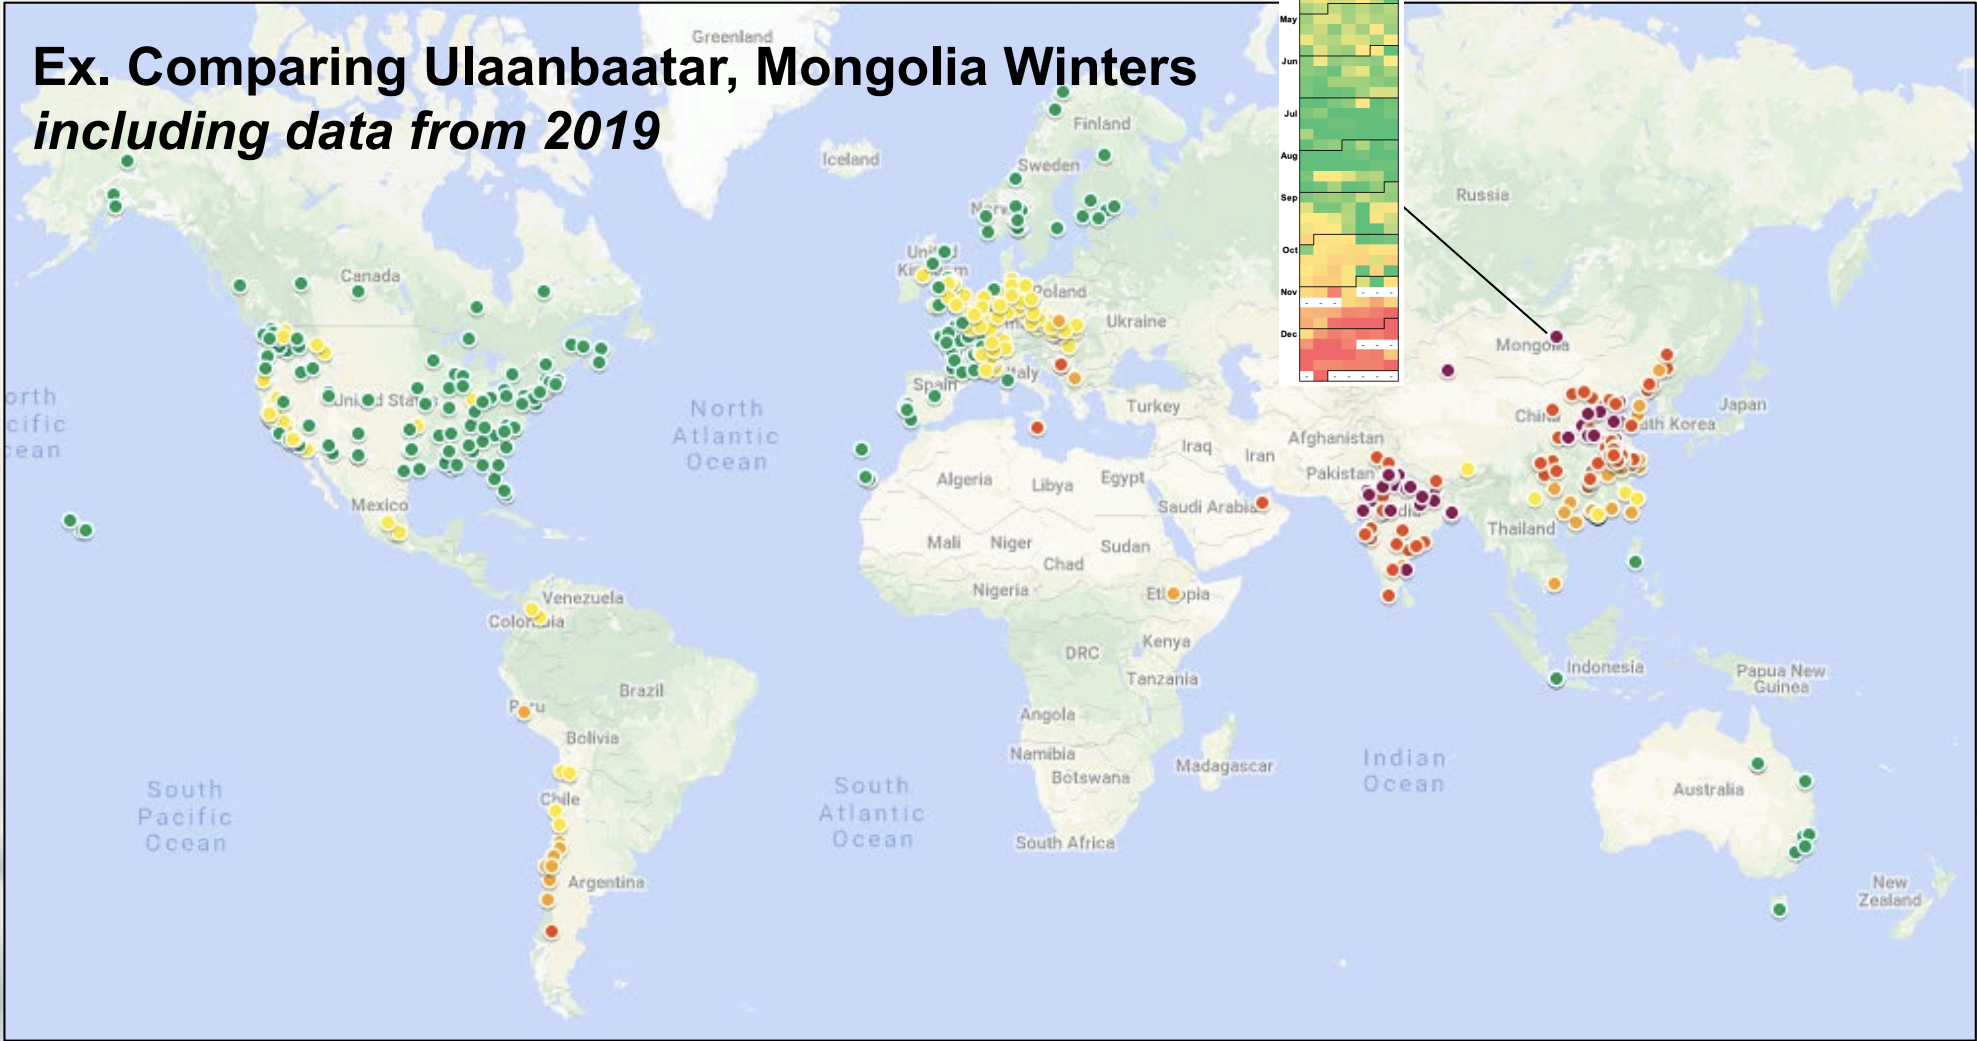 Ex. Comparing Ulaanbaatar, Mongolia Winters
including data from 2019
May
Jun
Jul
Aug
Sep
Oct
Nov
Dec
Greenland
Iceland
Finland
Sweden
Russia
Canada
Poland
Ukraine
Mongolia
Spain
Italy
Turkey
Japan
North
Atlantic
Ocean
Iraq
Iran
Afghanistan
Pakistan
Algeria
Libya
Egypt
Saudi Arabia
Mexico
Thailand
Mali
Niger
Chad
Sudan
Nigeria
Venezuela
Kenya
DRC
Tanzania
Indonesia
Papua New
Guinea
Brazil
Angola
Bolivia
Namibia
Botswana
Madagascar
Indian
Ocean
South
Pacific
Ocean
Chile
South
Atlantic
Ocean
Australia
South Africa
Argentina
New
Zealand